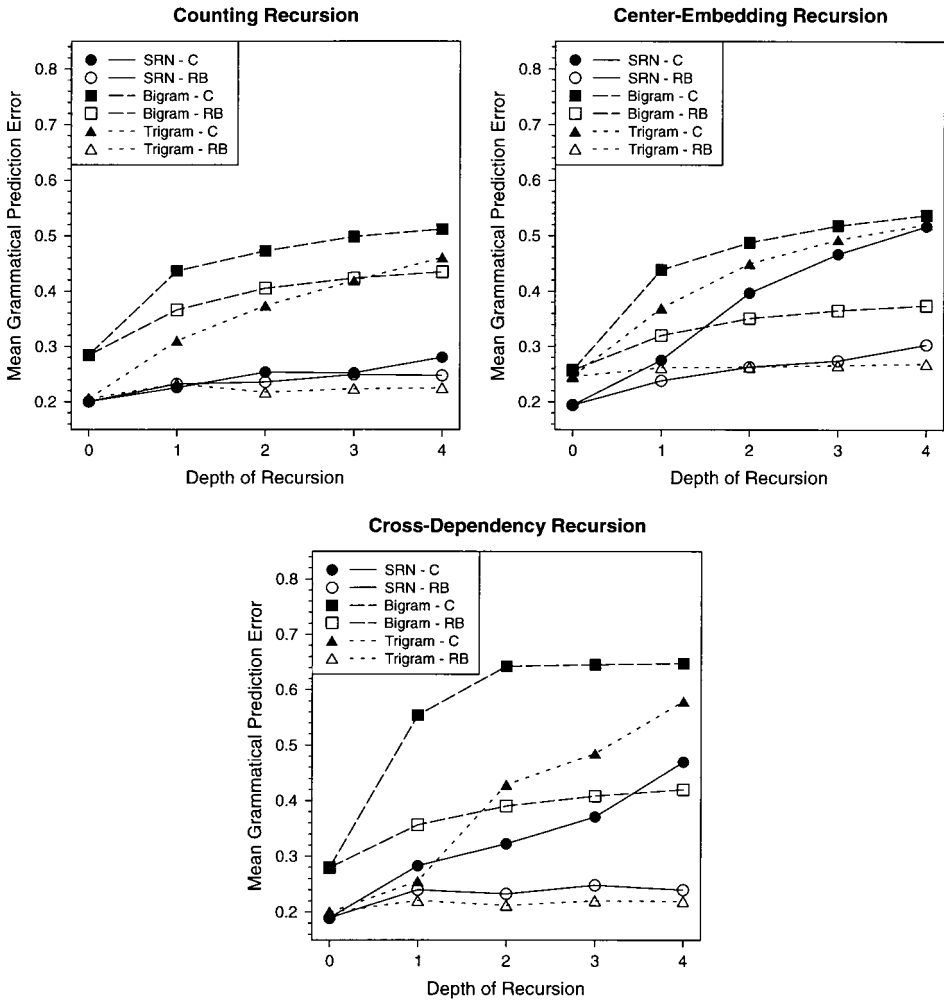 Counting Recursion
Mean Grammatical Prediction Error
0.8
0.7
0.6
0.5
0.4
0.3
0.2
SRN - C
SRN - RB
Bigram - C
Bigram - RB
Trigram - C
Trigram - RB
0 1 2 3 4
Depth of Recursion
Center-Embedding Recursion
Mean Grammatical Prediction Error
0.8
0.7
0.6
0.5
0.4
0.3
0.2
SRN - C
SRN - RB
Bigram - C
Bigram - RB
Trigram - C
Trigram - RB
0 1 2 3 4
Depth of Recursion
Cross-Dependency Recursion
Mean Grammatical Prediction Error
0.8
0.7
0.6
0.5
0.4
0.3
0.2
SRN - C
SRN - RB
Bigram - C
Bigram - RB
Trigram - C
Trigram - RB
0 1 2 3 4
Depth of Recursion